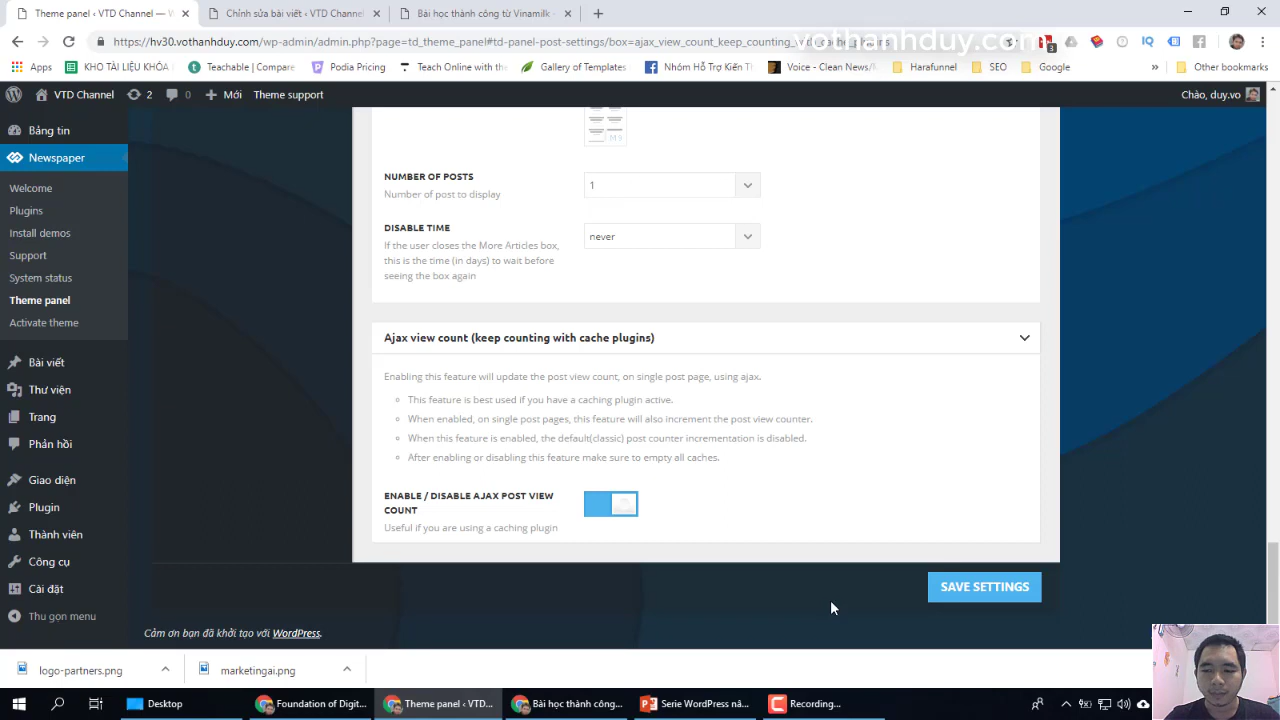 Theme panel ‹ VTD Channel —
Chỉnh sửa bài viết ‹ VTD Channel
Bài học thành công từ Vinamilk -
https://lv30.vothanhduy.com/wp-admin/admin.php?page=td_theme_panel#td-panel-post-settings/box=ajax_view_count_keep_counting_with_cache_plugins
vothanhduy.com
3
Apps
KHO TÀI LIỆU KHÓA
Teachable | Compare
Podia Pricing
Teach Online with the
Gallery of Templates
Nhóm Hỗ Trợ Kiến Th
Voice - Clean News/M
Harafunnel
SEO
Google
»
Other bookmarks
VTD Channel
2
0
Mới
Theme support
Chào, duy.vo
Bảng tin
Newspaper
Welcome
Plugins
Install demos
Support
System status
Theme panel
Activate theme
Bài viết
Thư viện
Trang
Phản hồi
Giao diện
Plugin
Thành viên
Công cụ
Cài đặt
Thu gọn menu
NUMBER OF POSTS
Number of post to display
1
DISABLE TIME
If the user closes the More Articles box,
this is the time (in days) to wait before
seeing the box again
never
Ajax view count (keep counting with cache plugins)
Enabling this feature will update the post view count, on single post page, using ajax.
This feature is best used if you have a caching plugin active.
When enabled, on single post pages, this feature will also increment the post view counter.
When this feature is enabled, the default(classic) post counter incrementation is disabled.
After enabling or disabling this feature make sure to empty all caches.
ENABLE / DISABLE AJAX POST VIEW
COUNT
Useful if you are using a caching plugin
SAVE SETTINGS
Cảm ơn bạn đã khởi tạo với WordPress.
logo-partners.png
marketingai.png
Desktop
Foundation of Digit...
Theme panel ‹ VTD...
Bài học thành công...
Serie WordPress nâ...
Recording...